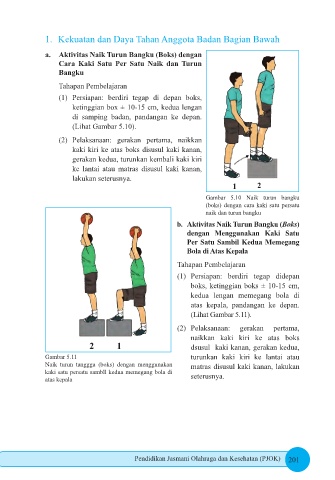 1. Kekuatan dan Daya Tahan Anggota Badan Bagian Bawah
a. Aktivitas Naik Turun Bangku (Boks) dengan
Cara Kaki Satu Per Satu Naik dan Turun
Bangku
Tahapan Pembelajaran
(1) Persiapan: berdiri tegap di depan boks,
ketinggian box + 10-15 cm, kedua lengan
di samping badan, pandangan ke depan.
(Lihat Gambar 5.10).
(2) Pelaksanaan: gerakan pertama, naikkan
kaki kiri ke atas boks disusul kaki kanan,
gerakan kedua, turunkan kembali kaki kiri
ke lantai atau matras disusul kaki kanan,
lakukan seterusnya.
1 2
Gambar 5.10 Naik turun bangku
(boks) dengan cara kaki satu persatu
naik dan turun bangku
b. Aktivitas Naik Turun Bangku (Boks)
dengan Menggunakan Kaki Satu
Per Satu Sambil Kedua Memegang
Bola di Atas Kepala
Tahapan Pembelajaran
(1) Persiapan: berdiri tegap didepan
boks, ketinggian boks ± 10-15 cm,
kedua lengan memegang bola di
atas kepala, pandangan ke depan.
(Lihat Gambar 5.11).
(2) Pelaksanaan: gerakan pertama,
naikkan kaki kiri ke atas boks
dsusul kaki kanan, gerakan kedua,
turunkan kaki kiri ke lantai atau
matras disusul kaki kanan, lakukan
seterusnya.
2 1
Gambar 5.11
Naik turun tanggga (boks) dengan menggunakan
kaki satu persatu sambil kedua memegang bola di
atas kepala
Pendidikan Jasmani Olahraga dan Kesehatan (PJOK) 201